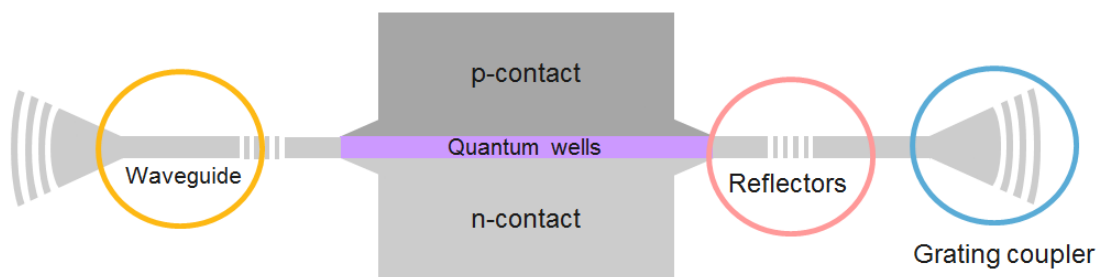 p-contact
Quantum wells
Waveguide
Reflectors
n-contact
Grating coupler